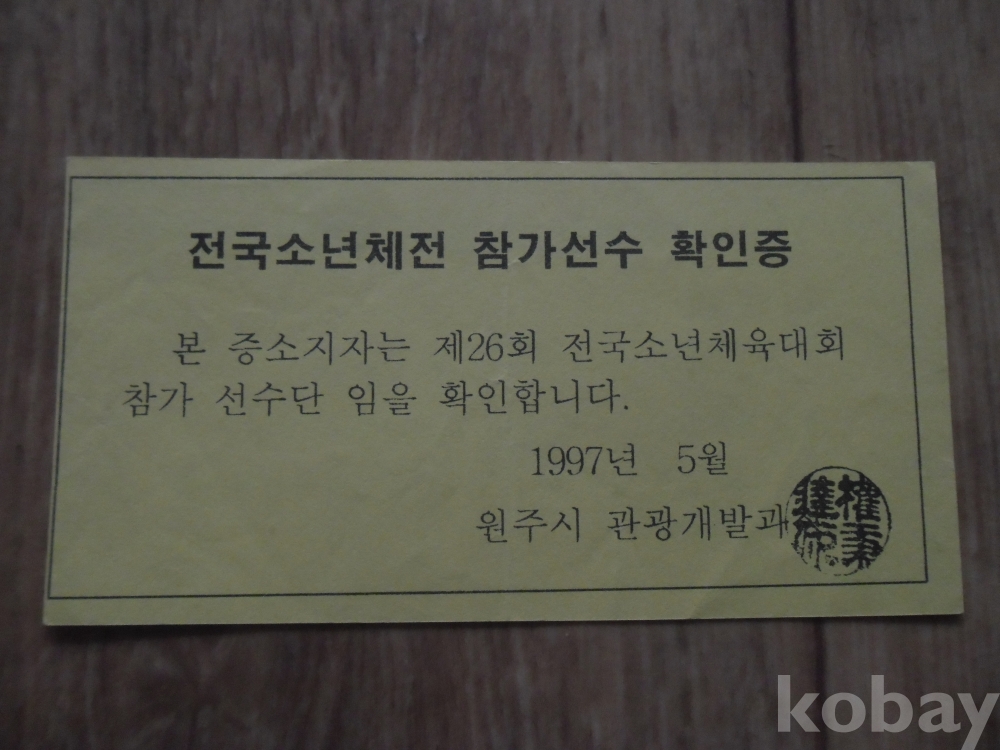 전국소년체전 참가선수 확인증
본 증소지자는 제26회 전국소년체육대회
참가 선수단 임을 확인합니다.
1997년 5월
원주시 관광개발과
kobay